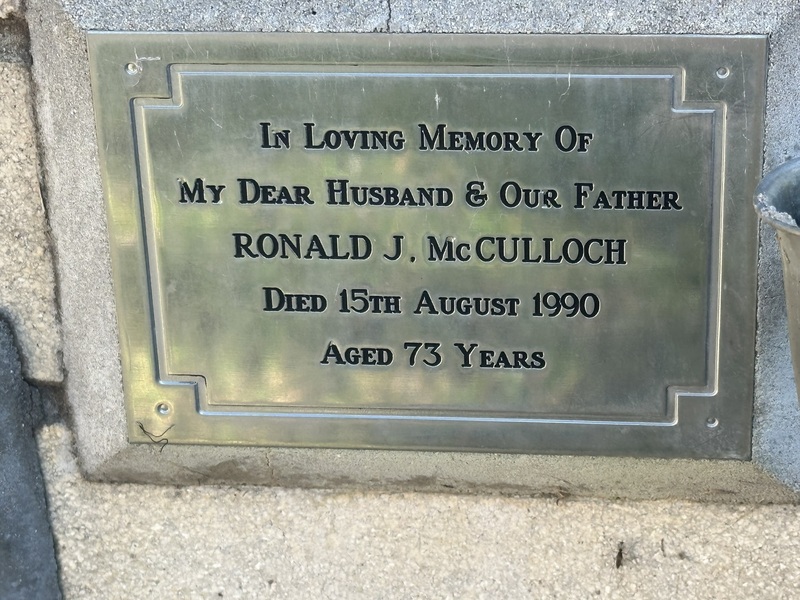 In Loving Memory Of
My Dear Husband & Our Father
RONALD J. McCULLOCH
Died 15th August 1990
Aged 73 Years